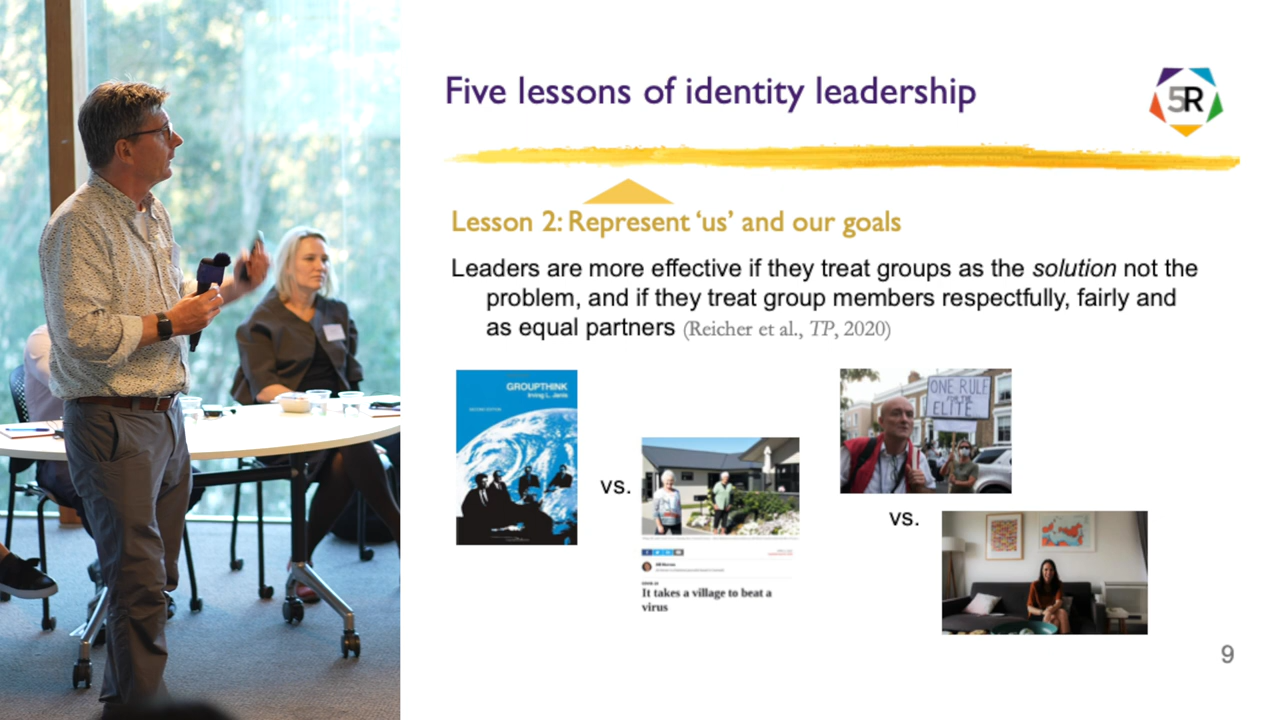 Five lessons of identity leadership
5R
Lesson 2: Represent ‘us’ and our goals
Leaders are more effective if they treat groups as the solution not the
problem, and if they treat group members respectfully, fairly and
as equal partners (Reicher et al., TP, 2020)
GROUPTHINK
Irving L. Janis
SECOND EDITION
vs.
It takes a village to beat a
virus
ONE RULE
FOR THE
ELITE
vs.
9